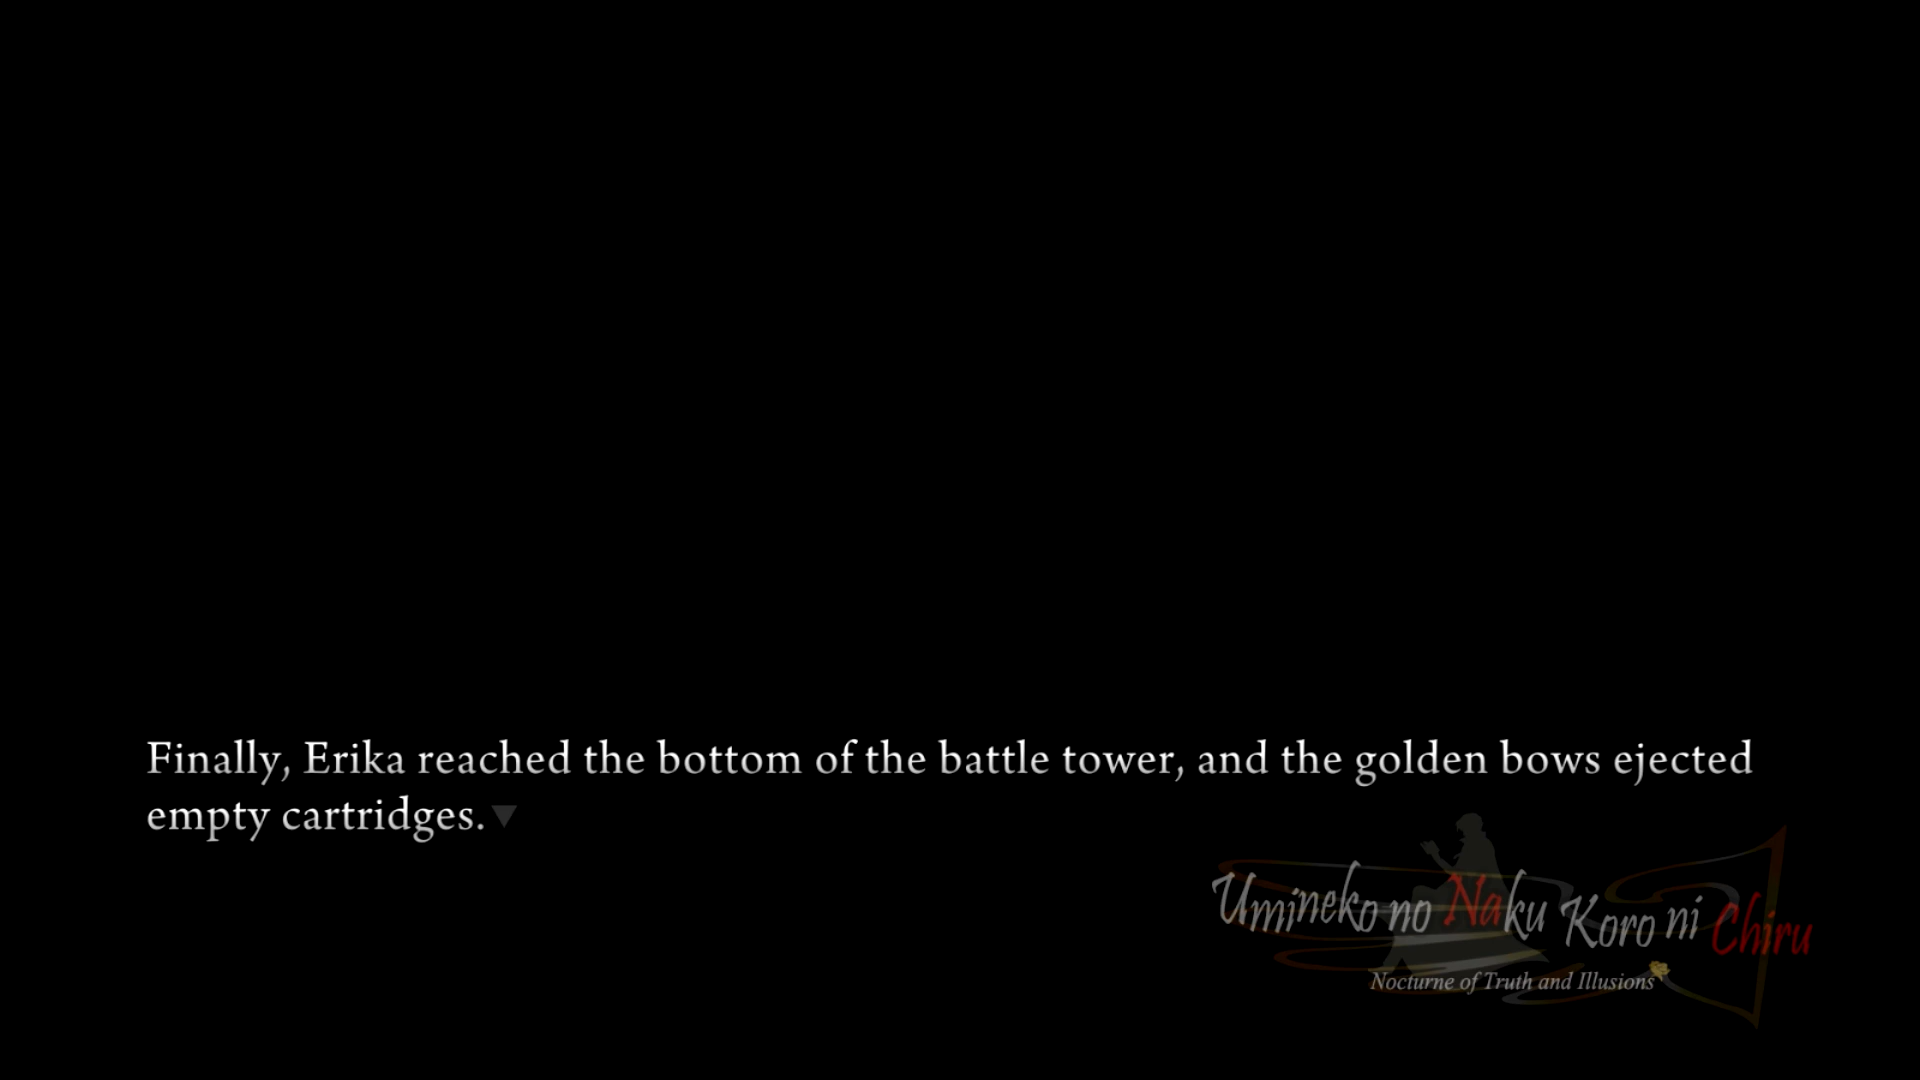 Finally, Erika reached the bottom of the battle tower, and the golden bows ejected
empty cartridges.
Umineko no Naku Koro ni Chiru
Nocturne of Truth and Illusions